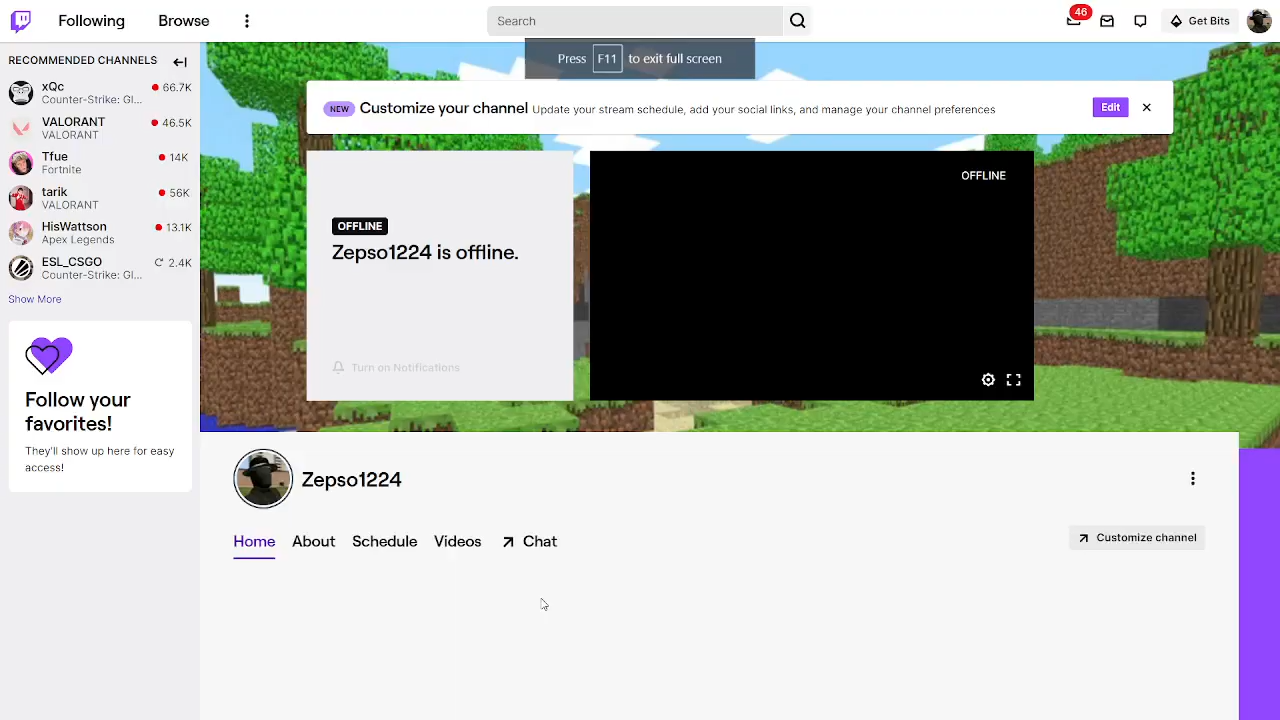 Following
Browse
Search
46
Get Bits
Press F11 to exit full screen
RECOMMENDED CHANNELS
xQc
66.7K
Counter-Strike: Gl...
VALORANT
46.5K
VALORANT
Tfue
14K
Fortnite
tarik
56K
VALORANT
HisWattson
13.1K
Apex Legends
ESL_CSGO
2.4K
Counter-Strike: Gl...
Show More
Follow your
favorites!
They'll show up here for easy
access!
NEW Customize your channel Update your stream schedule, add your social links, and manage your channel preferences
Edit
OFFLINE
Zepso1224 is offline.
Turn on Notifications
OFFLINE
Zepso1224
Home
About
Schedule
Videos
Chat
Customize channel